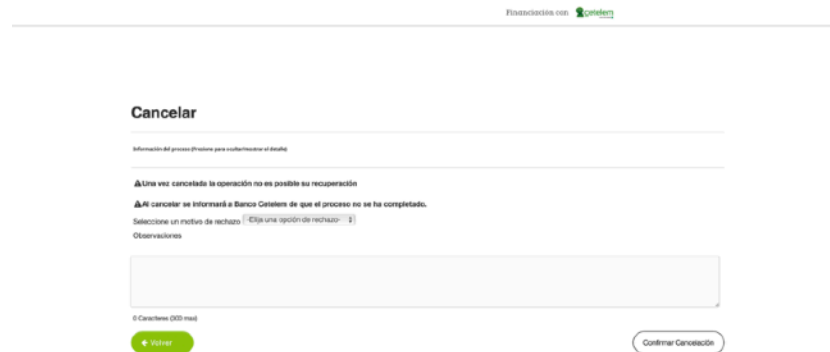 Financiación con cetelem
Cancelar
Información del proceso (Presione para ocultar/mostrar el detalle)
Una vez cancelada la operación no es posible su recuperación
Al cancelar se informará a Banco Cetelem de que el proceso no se ha completado.
Seleccione un motivo de rechazo -Elija una opción de rechazo-
Observaciones
0 Caracteres (300 max)
Volver
Confirmar Cancelación